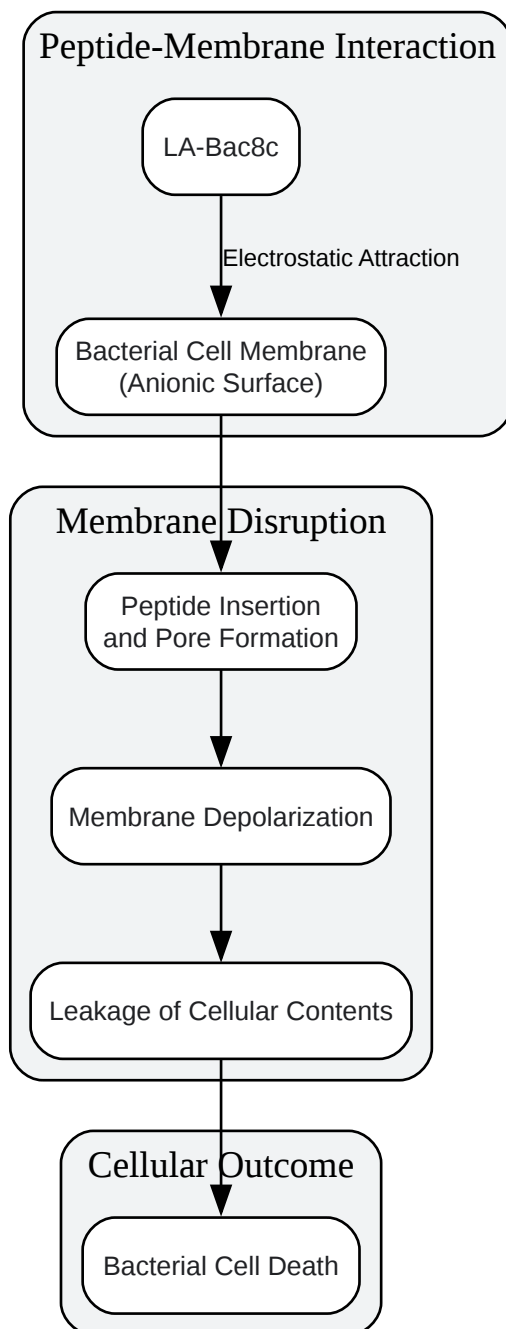 Peptide-Membrane Interaction
LA-Bac8c
Electrostatic Attraction
Bacterial Cell Membrane
(Anionic Surface)
Membrane Disruption
Peptide Insertion
and Pore Formation
Membrane Depolarization
Leakage of Cellular Contents
Cellular Outcome
Bacterial Cell Death